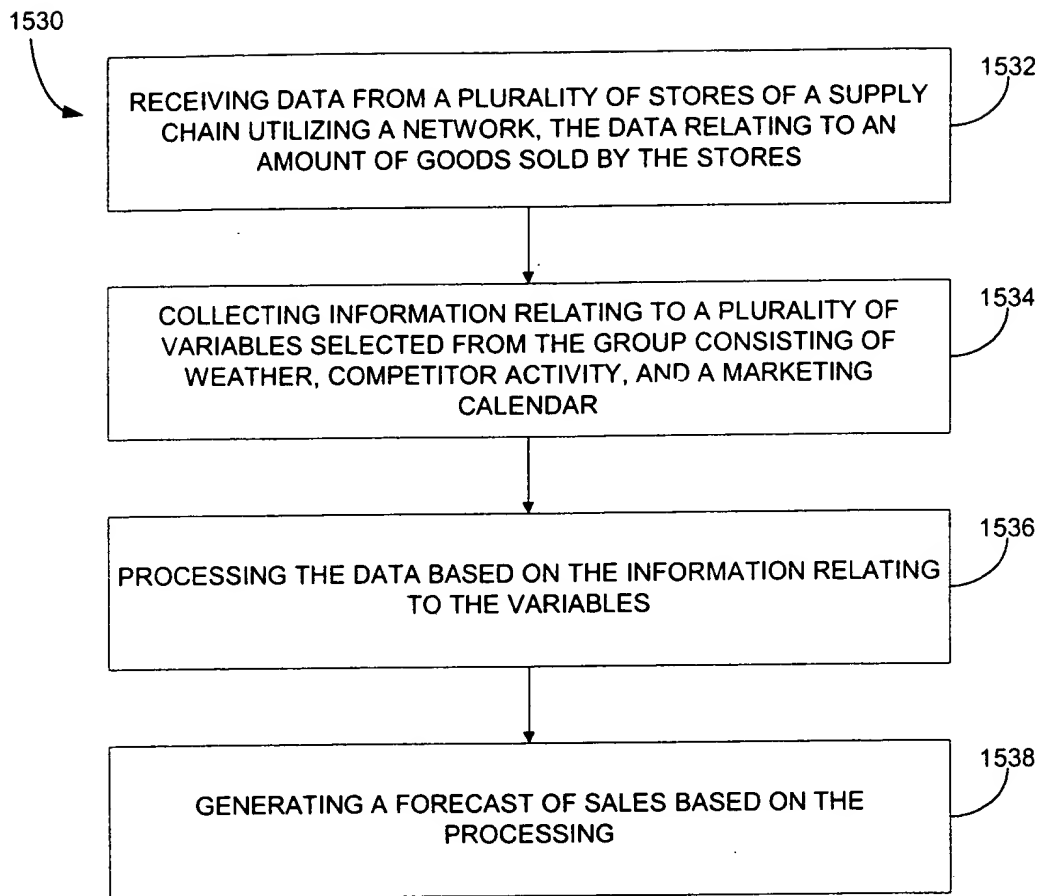 1530
1532
RECEIVING DATA FROM A PLURALITY OF STORES OF A SUPPLY
CHAIN UTILIZING A NETWORK, THE DATA RELATING TO AN
AMOUNT OF GOODS SOLD BY THE STORES
1534
COLLECTING INFORMATION RELATING TO A PLURALITY OF
VARIABLES SELECTED FROM THE GROUP CONSISTING OF
WEATHER, COMPETITOR ACTIVITY, AND A MARKETING
CALENDAR
1536
PROCESSING THE DATA BASED ON THE INFORMATION RELATING
TO THE VARIABLES
1538
GENERATING A FORECAST OF SALES BASED ON THE
PROCESSING